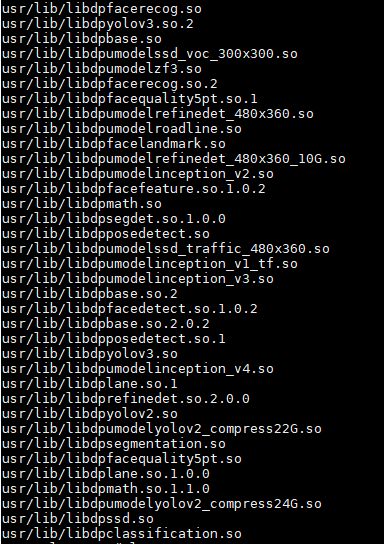 usr/lib/libdpfacerecog.so
usr/lib/libdpyolov3.so.2
usr/lib/libdpbase.so
usr/lib/libdpumodelssd_voc_300x300.so
usr/lib/libdpumodelzf3.so
usr/lib/libdpfacerecog.so.2
usr/lib/libdpfacequality5pt.so.1
usr/lib/libdpumodelrefinedet_480x360.so
usr/lib/libdpumodelroadline.so
usr/lib/libdpfacelandmark.so
usr/lib/libdpumodelrefinedet_480x360_10G.so
usr/lib/libdpumodelinception_v2.so
usr/lib/libdpfacefeature.so.1.0.2
usr/lib/libdpmath.so
usr/lib/libdpsegdet.so.1.0.0
usr/lib/libdpposedetect.so
usr/lib/libdpumodelssd_traffic_480x360.so
usr/lib/libdpumodelinception_v1_tf.so
usr/lib/libdpumodelinception_v3.so
usr/lib/libdpbase.so.2
usr/lib/libdpfacedetect.so.1.0.2
usr/lib/libdpbase.so.2.0.2
usr/lib/libdpposedetect.so.1
usr/lib/libdpyolov3.so
usr/lib/libdpumodelinception_v4.so
usr/lib/libdplane.so.1
usr/lib/libdprefinedet.so.2.0.0
usr/lib/libdpyolov2.so
usr/lib/libdpumodelyolov2_compress22G.so
usr/lib/libdpsegmentation.so
usr/lib/libdpfacequality5pt.so
usr/lib/libdplane.so.1.0.0
usr/lib/libdpmath.so.1.1.0
usr/lib/libdpumodelyolov2_compress24G.so
usr/lib/libdpssd.so
usr/lib/libdpclassification.so